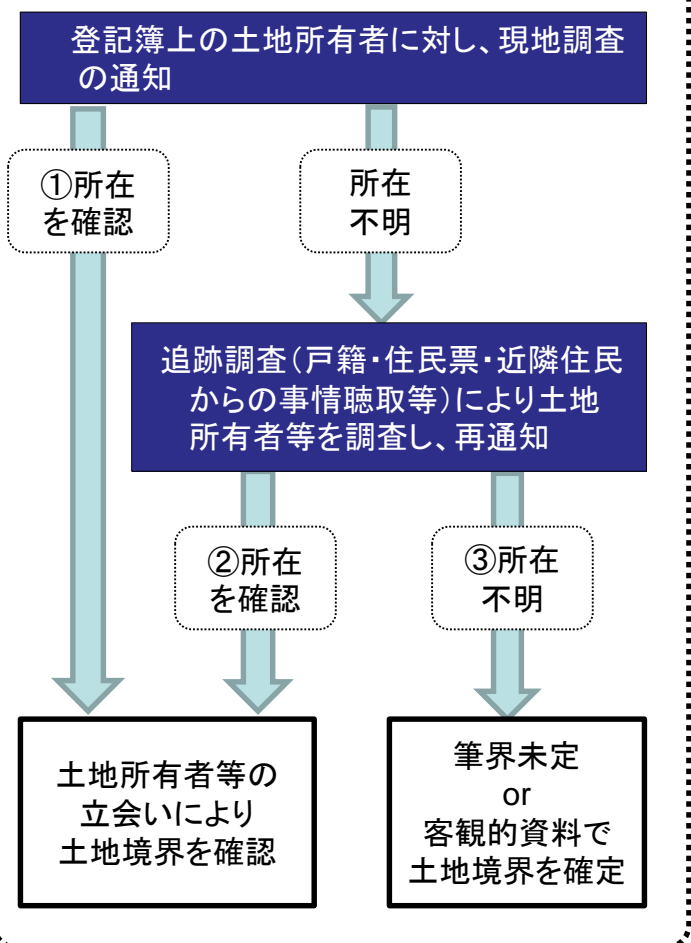 登記簿上の土地所有者に対し、現地調査
の通知
①所在
を確認
所在
不明
追跡調査(戸籍・住民票・近隣住民
からの事情聴取等)により土地
所有者等を調査し、再通知
②所在
を確認
③所在
不明
土地所有者等の
立会いにより
土地境界を確認
筆界未定
or
客観的資料で
土地境界を確定